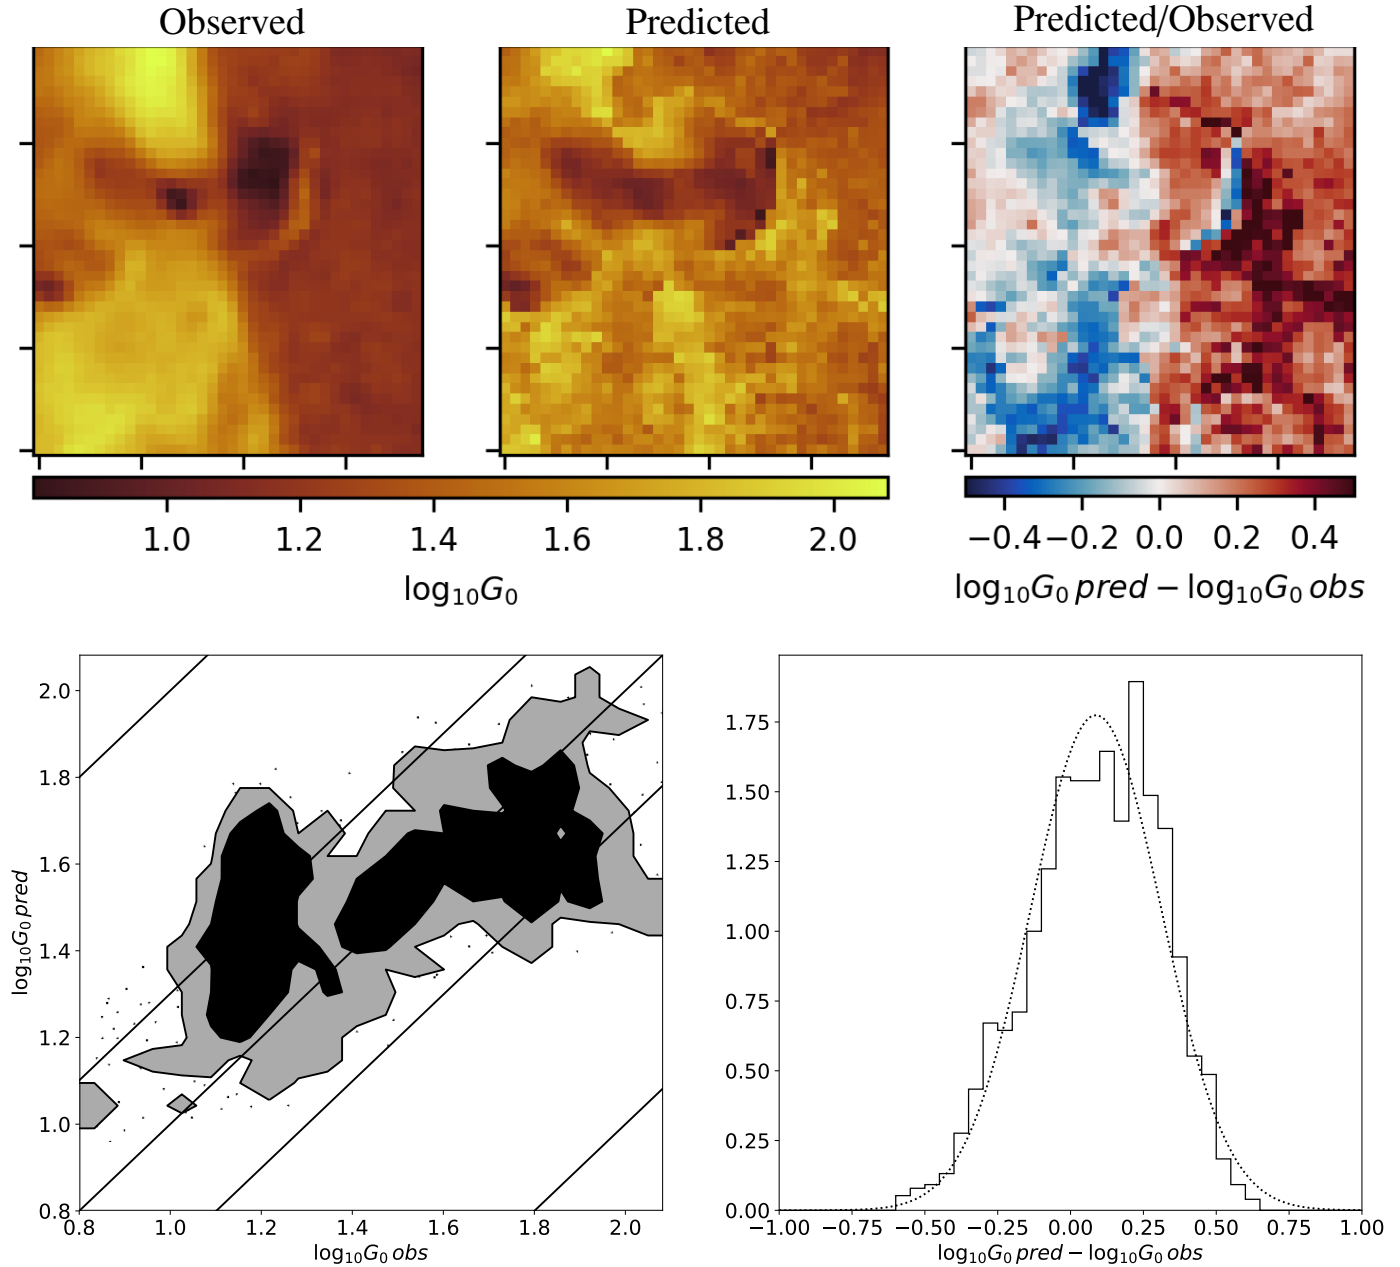 Observed Predicted Predicted/Observed
1.0 1.2 1.4 1.6 1.8 2.0
−0.4 −0.2 0.0 0.2 0.4
log₁₀G₀
log₁₀G₀ pred − log₁₀G₀ obs
2.0
1.8
1.6
1.4
1.2
1.0
0.8
log₁₀G₀ pred
0.8 1.0 1.2 1.4 1.6 1.8 2.0
log₁₀G₀ obs
1.75
1.50
1.25
1.00
0.75
0.50
0.25
0.00
−1.00 −0.75 −0.50 −0.25 0.00 0.25 0.50 0.75 1.00
log₁₀G₀ pred − log₁₀G₀ obs